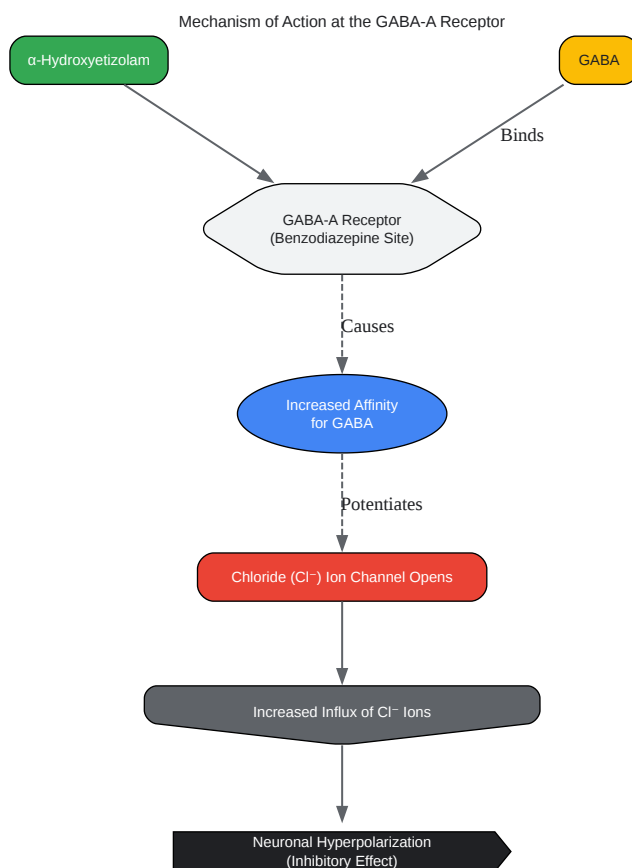 Mechanism of Action at the GABA-A Receptor
α-Hydroxyetizolam
GABA
Binds
GABA-A Receptor
(Benzodiazepine Site)
Causes
Increased Affinity
for GABA
Potentiates
Chloride (Cl⁻) Ion Channel Opens
Increased Influx of Cl⁻ Ions
Neuronal Hyperpolarization
(Inhibitory Effect)